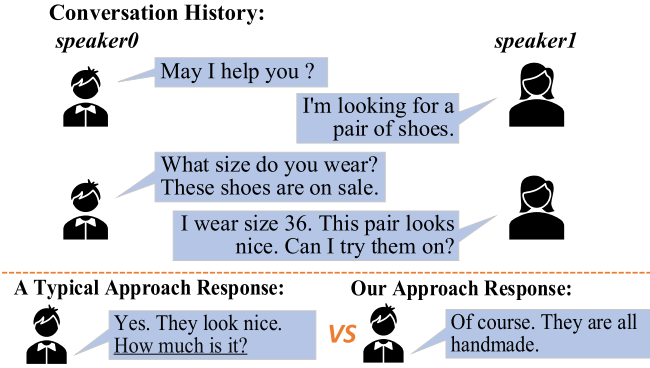 Conversation History:
speaker0
speaker1
May I help you ?
I'm looking for a
pair of shoes.
What size do you wear?
These shoes are on sale.
I wear size 36. This pair looks
nice. Can I try them on?
A Typical Approach Response:
Our Approach Response:
Yes. They look nice.
How much is it?
VS
Of course. They are all
handmade.